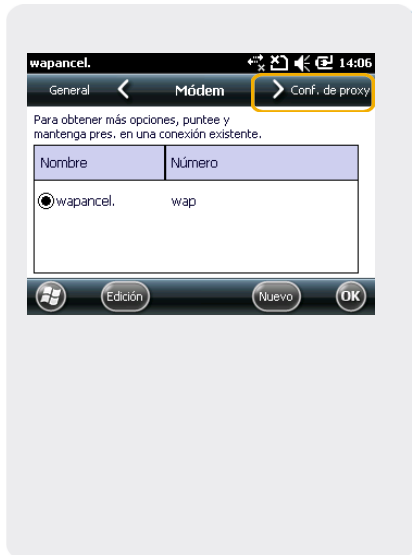 wapancel. 14:06
General Módem Conf. de proxy
Para obtener más opciones, puntee y
mantenga pres. en una conexión existente.
Nombre Número
wapancel. wap
Edición Nuevo OK